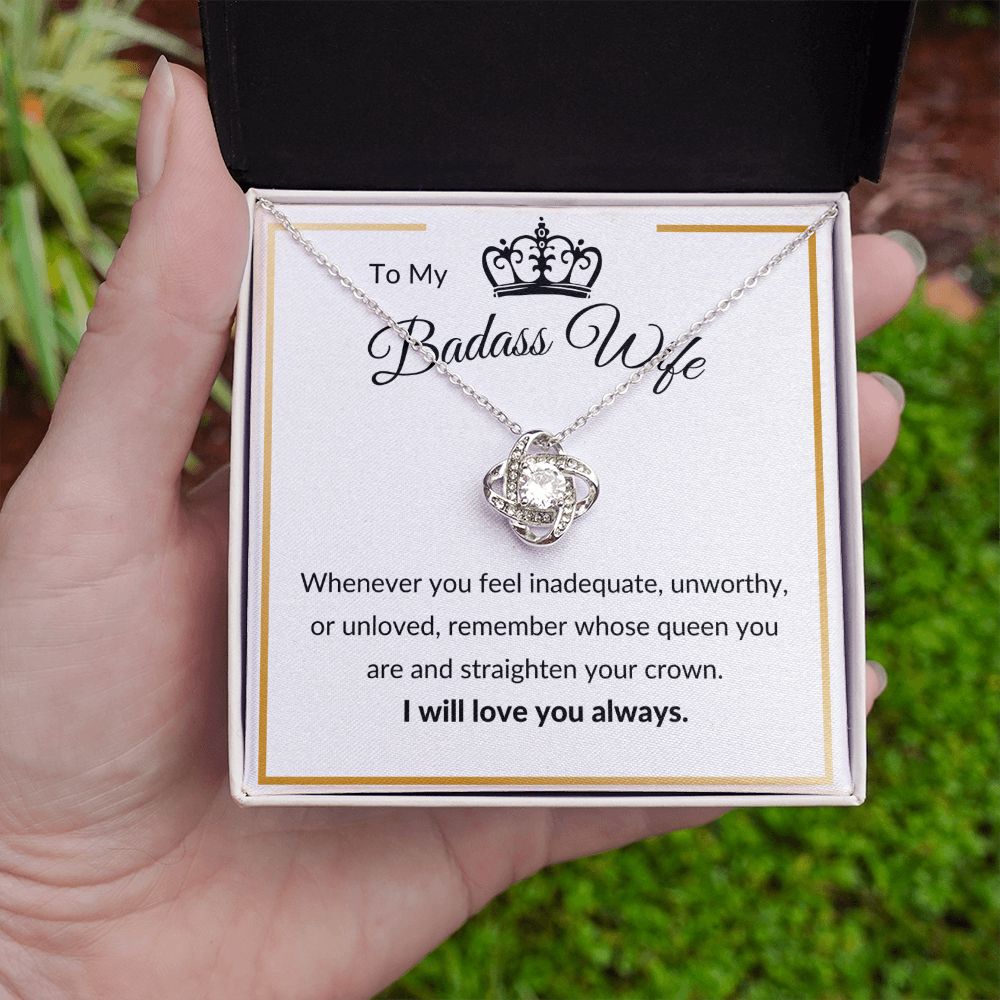 To My
Badass Wife
Whenever you feel inadequate, unworthy,
or unloved, remember whose queen you
are and straighten your crown.
I will love you always.